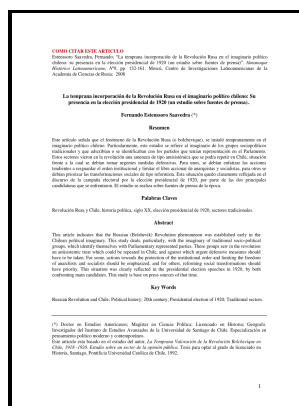 COMO CITAR ESTE ARTICULO
Estenssoro Saavedra, Fernando; "La temprana incorporación de la Revolución Rusa en el imaginario político
chileno: su presencia en la elección presidencial de 1920 (un estudio sobre fuentes de prensa)". Almanaque
Histórico Latinoamericano, Nº8, pp. 132-161. Moscú, Centro de Investigaciones Latinoamericanas de la
Academia de Ciencias de Rusia. 2008
La temprana incorporación de la Revolución Rusa en el imaginario político chileno: Su
presencia en la elección presidencial de 1920 (un estudio sobre fuentes de prensa).
Fernando Estenssoro Saavedra (*)
Resumen
Este artículo señala que el fenómeno de la Revolución Rusa (o bolchevique), se instaló tempranamente en el
imaginario político chileno. Particularmente, este estudio se refiere al imaginario de los grupos sociopolíticos
tradicionales y que adscribían o se identificaban con los partidos que tenían representación en el Parlamento.
Estos sectores vieron en la revolución una amenaza de tipo antisistémica que se podía repetir en Chile, situación
frente a la cual se debían tomar urgentes medidas defensivas. Para unos, se debían enfatizar las acciones
tendientes a resguardar el orden institucional y limitar el libre accionar de anarquistas y socialistas, para otros se
debían priorizar las transformaciones sociales de tipo reformista. Esta situación quedó claramente reflejada en el
discurso de la campaña electoral por la elección presidencial de 1920, por parte de las dos principales
candidaturas que se enfrentaron. El estudio se realiza sobre fuentes de prensa de la época.
Palabras Claves
Revolución Rusa y Chile, historia política, siglo XX, elección presidencial de 1920, sectores tradicionales.
Abstract
This article indicates that the Russian (Bolshevik) Revolution phenomenon was established early in the
Chilean political imaginary. This study deals, particularly, with the imaginary of traditional social-political
groups, which identify themselves with Parliamentary represented parties. These groups saw in the revolution
an antisystemic treat which could be repeated in Chile; and against which urgent defensive measures should
have to be taken. For some, actions towards the protection of the institutional order and limiting the freedom
of anarchist and socialists should be emphasized, and for others, reforming social transformations should
have priority. This situation was clearly reflected in the presidential election speeches in 1920, by both
confronting main candidates. This study is base on press sources of that time.
Key Words
Russian Revolution and Chile; Political history; 20th century; Presidential election of 1920; Traditional sectors.
(*) Doctor en Estudios Americanos; Magíster en Ciencia Política; Licenciado en Historia; Geógrafo
Investigador del Instituto de Estudios Avanzados de la Universidad de Santiago de Chile. Especialización en
pensamiento político moderno y contemporáneo.
Este artículo está basado en el estudio del autor, La Temprana Valoración de la Revolución Bolchevique en
Chile, 1918 -1920. Estudio sobre un sector de la opinión pública. Tesis para optar al grado de licenciado en
Historia, Santiago, Pontificia Universidad Católica de Chile, 1992.
1